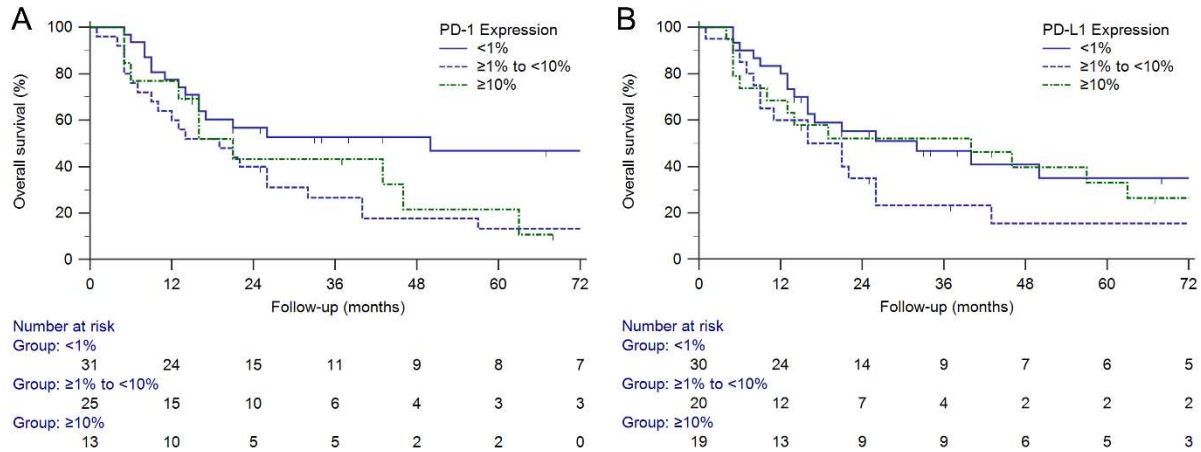 A
PD-1 Expression
<1%
≥1% to <10%
≥10%
Overall survival (%)
100
80
60
40
20
0
0 12 24 36 48 60 72
Follow-up (months)
Number at risk
Group: <1%
31 24 15 11 9 8 7
Group: ≥1% to <10%
25 15 10 6 4 3 3
Group: ≥10%
13 10 5 5 2 2 0
B
PD-L1 Expression
<1%
≥1% to <10%
≥10%
Overall survival (%)
100
80
60
40
20
0
0 12 24 36 48 60 72
Follow-up (months)
Number at risk
Group: <1%
30 24 14 9 7 6 5
Group: ≥1% to <10%
20 12 7 4 2 2 2
Group: ≥10%
19 13 9 9 6 5 3